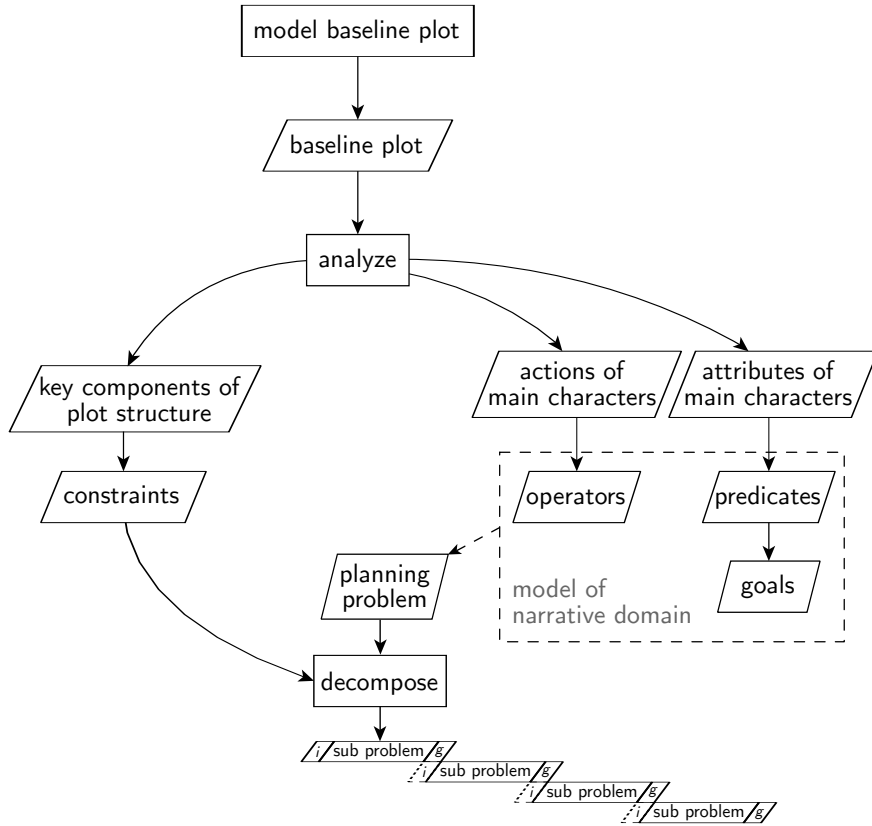 model baseline plot
baseline plot
analyze
key components of
plot structure
actions of
main characters
attributes of
main characters
constraints
operators
predicates
planning
problem
model of
narrative domain
goals
decompose
i sub problem g
i sub problem g
i sub problem g
i sub problem g